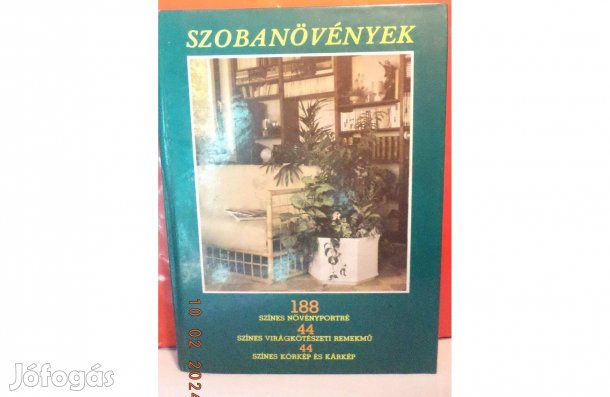 SZOBANÖVÉNYEK
188
SZÍNES NÖVÉNYPORTRÉ
44
SZÍNES VIRÁGKÖTÉSZETI REMEKMŰ
44
SZÍNES KÓRKÉP ÉS KÁRKÉP
10 02 2024
Jófogás